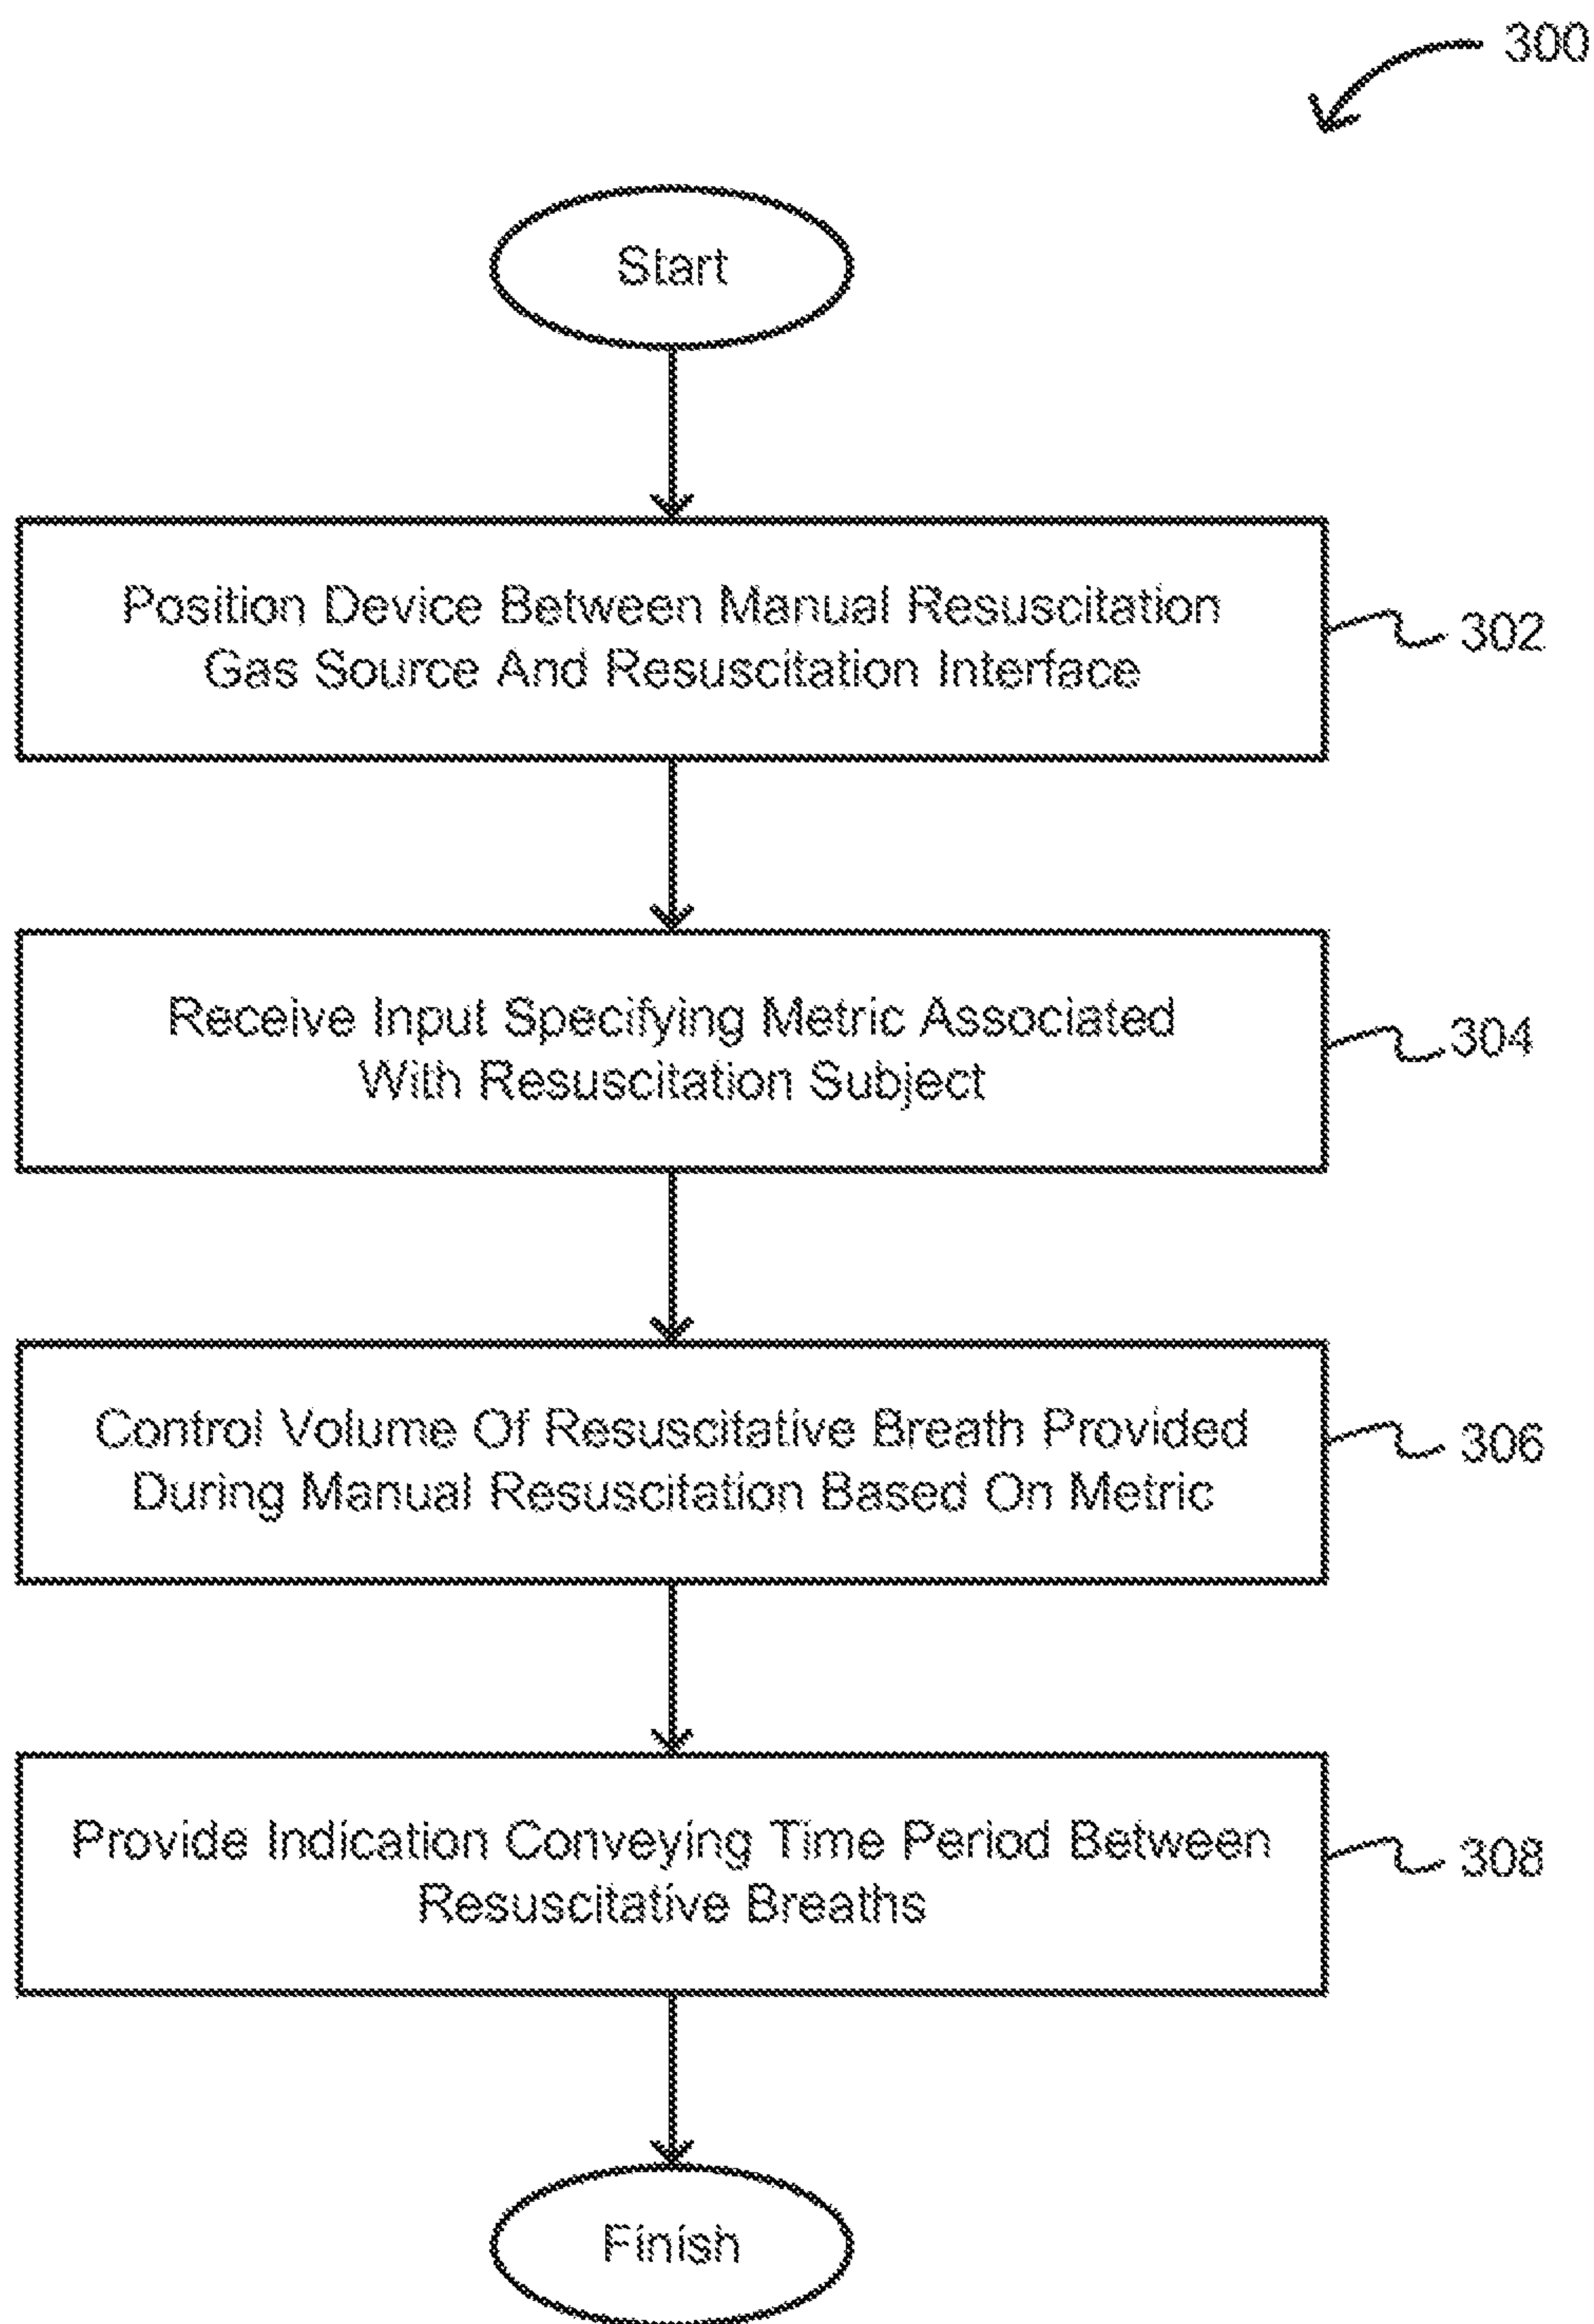 300
Start
Position Device Between Manual Resuscitation
Gas Source And Resuscitation Interface
302
Receive Input Specifying Metric Associated
With Resuscitation Subject
304
Control Volume Of Resuscitative Breath Provided
During Manual Resuscitation Based On Metric
306
Provide Indication Conveying Time Period Between
Resuscitative Breaths
308
Finish